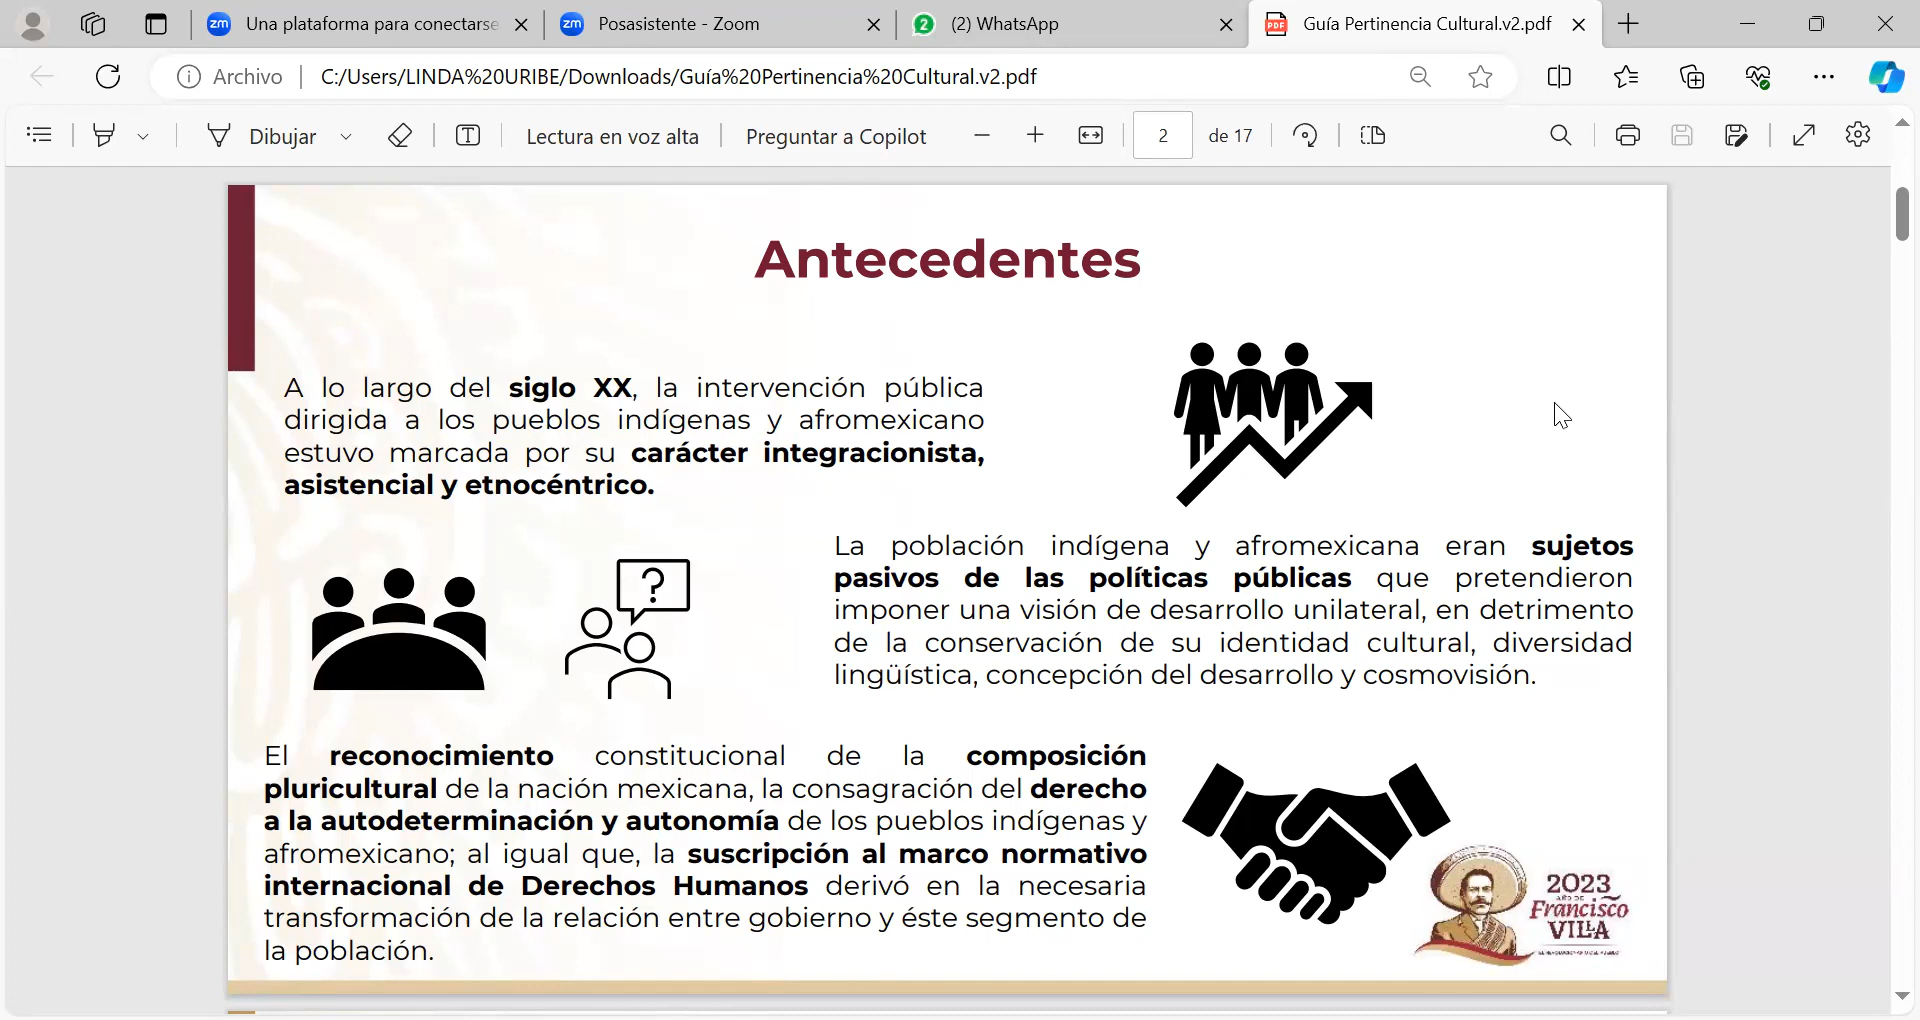 Una plataforma para conectarse
Posasistente - Zoom
(2) WhatsApp
Guía Pertinencia Cultural.v2.pdf
Archivo
C:/Users/LINDA%20URIBE/Downloads/Guía%20Pertinencia%20Cultural.v2.pdf
Dibujar
Lectura en voz alta
Preguntar a Copilot
2
de 17
Antecedentes
A lo largo del siglo XX, la intervención pública
dirigida a los pueblos indígenas y afromexicano
estuvo marcada por su carácter integracionista,
asistencial y etnocéntrico.
?
La población indígena y afromexicana eran sujetos
pasivos de las políticas públicas que pretendieron
imponer una visión de desarrollo unilateral, en detrimento
de la conservación de su identidad cultural, diversidad
lingüística, concepción del desarrollo y cosmovisión.
El reconocimiento constitucional de la composición
pluricultural de la nación mexicana, la consagración del derecho
a la autodeterminación y autonomía de los pueblos indígenas y
afromexicano; al igual que, la suscripción al marco normativo
internacional de Derechos Humanos derivó en la necesaria
transformación de la relación entre gobierno y éste segmento de
la población.
2023
AÑO DE
Francisco
VILLA